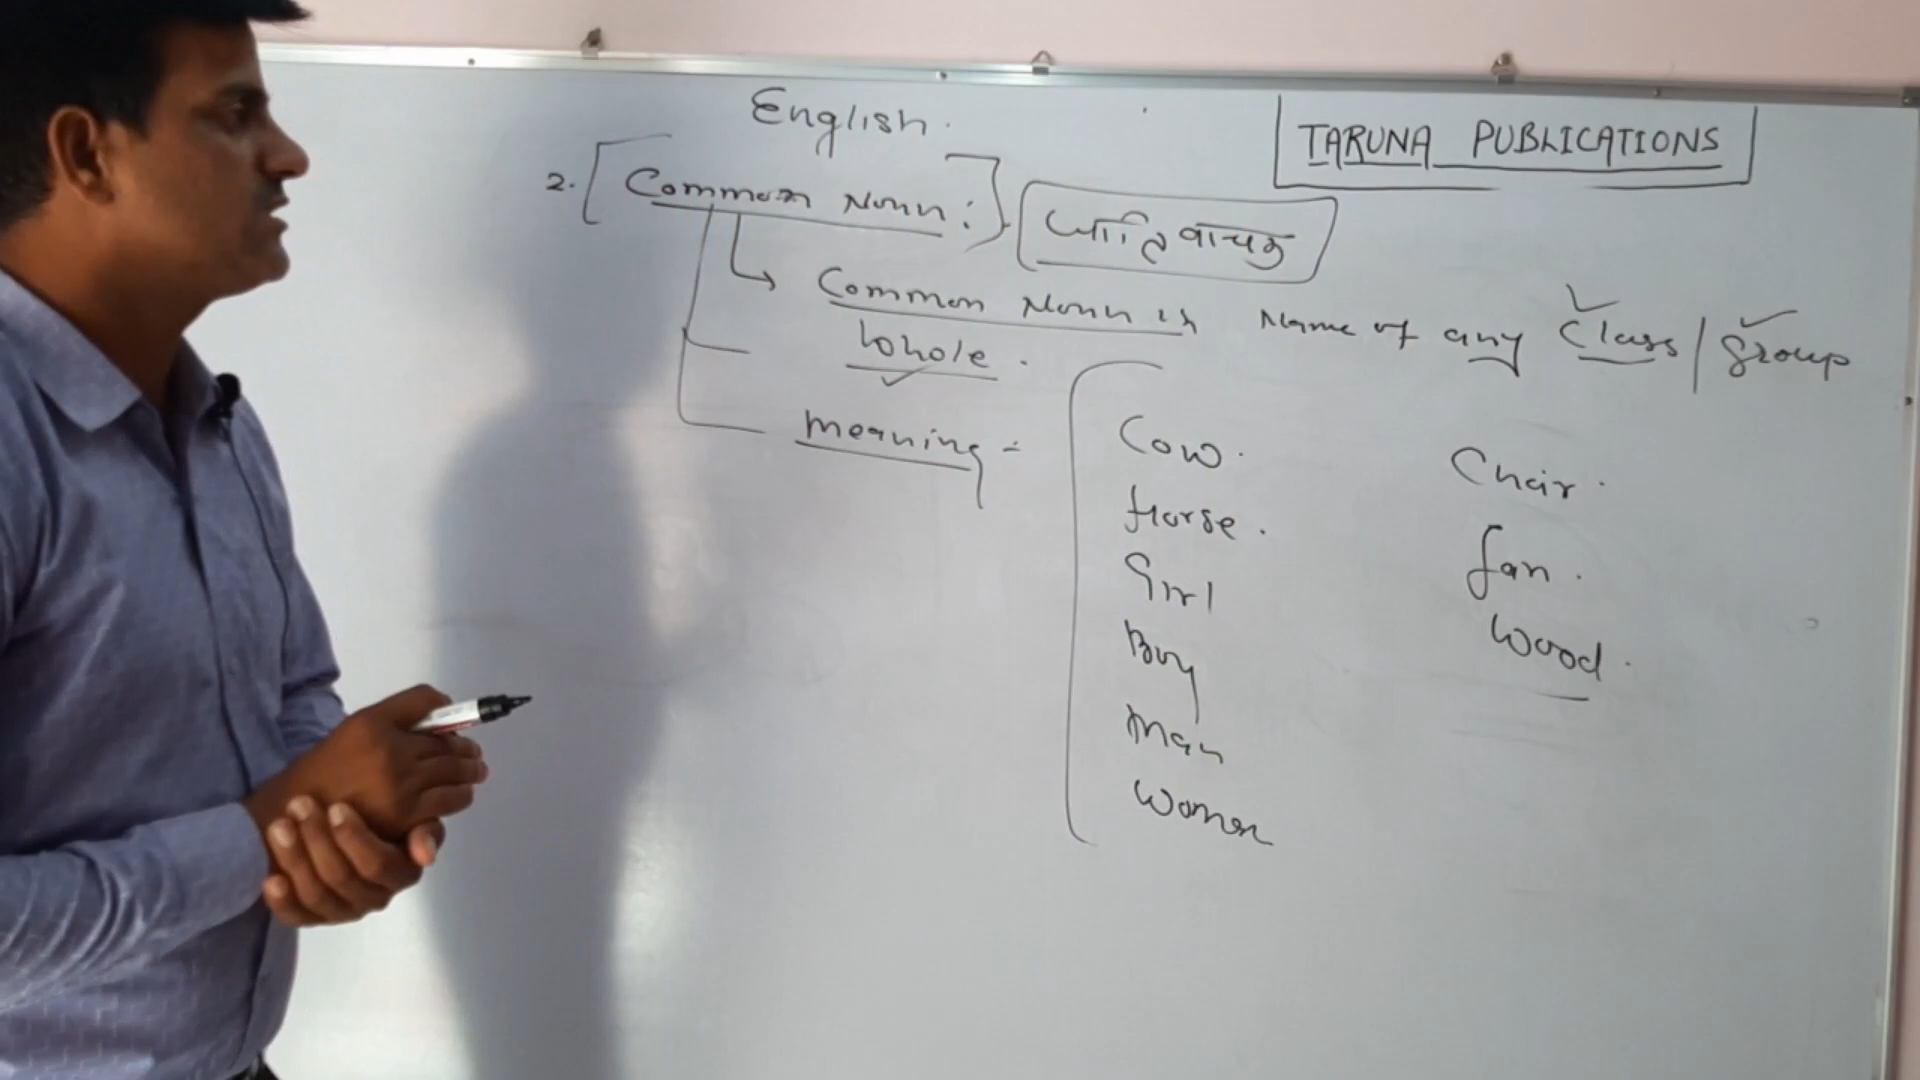 English.
TARUNA PUBLICATIONS
2. [Common Noun:] जातिवाचक
Common Noun is Name of any Class / group
whole.
meaning =
Cow.
Horse.
Girl
Boy
Man
Women
Chair.
fan.
Wood.